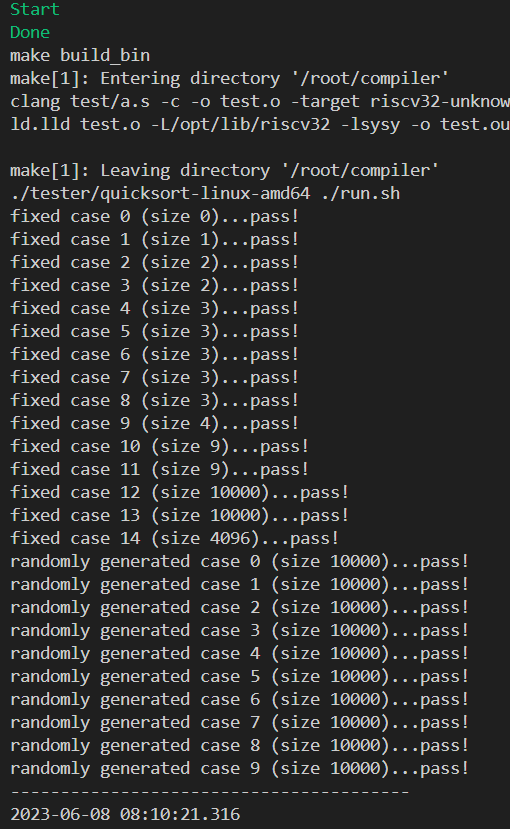 Start
Done
make build_bin
make[1]: Entering directory '/root/compiler'
clang test/a.s -c -o test.o -target riscv32-unknow
ld.lld test.o -L/opt/lib/riscv32 -lsysy -o test.ou
make[1]: Leaving directory '/root/compiler'
./tester/quicksort-linux-amd64 ./run.sh
fixed case 0 (size 0)...pass!
fixed case 1 (size 1)...pass!
fixed case 2 (size 2)...pass!
fixed case 3 (size 2)...pass!
fixed case 4 (size 3)...pass!
fixed case 5 (size 3)...pass!
fixed case 6 (size 3)...pass!
fixed case 7 (size 3)...pass!
fixed case 8 (size 3)...pass!
fixed case 9 (size 4)...pass!
fixed case 10 (size 9)...pass!
fixed case 11 (size 9)...pass!
fixed case 12 (size 10000)...pass!
fixed case 13 (size 10000)...pass!
fixed case 14 (size 4096)...pass!
randomly generated case 0 (size 10000)...pass!
randomly generated case 1 (size 10000)...pass!
randomly generated case 2 (size 10000)...pass!
randomly generated case 3 (size 10000)...pass!
randomly generated case 4 (size 10000)...pass!
randomly generated case 5 (size 10000)...pass!
randomly generated case 6 (size 10000)...pass!
randomly generated case 7 (size 10000)...pass!
randomly generated case 8 (size 10000)...pass!
randomly generated case 9 (size 10000)...pass!
----------------------------------------
2023-06-08 08:10:21.316